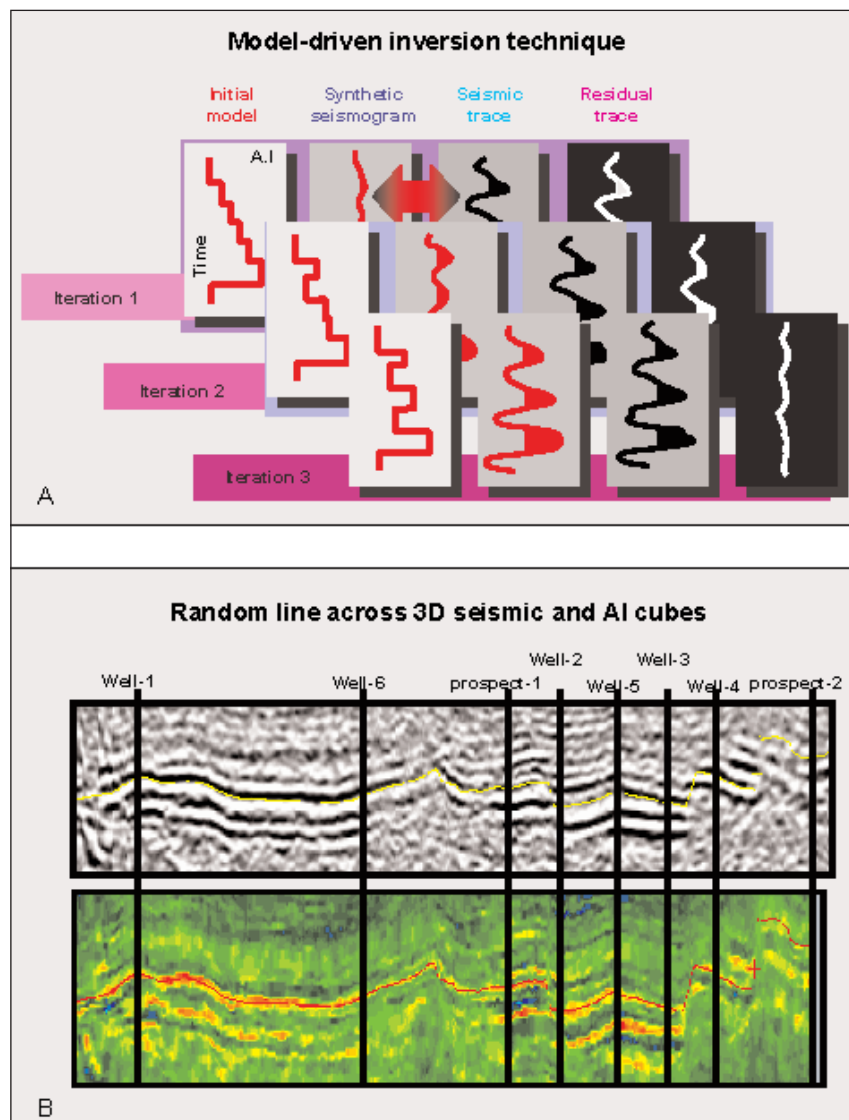 Model-driven inversion technique
Initial model
Synthetic seismogram
Seismic trace
Residual trace
A.I
Time
Iteration 1
Iteration 2
Iteration 3
A
Random line across 3D seismic and AI cubes
Well-1
Well-6
prospect-1
Well-2
Well-5
Well-3
Well-4
prospect-2
B